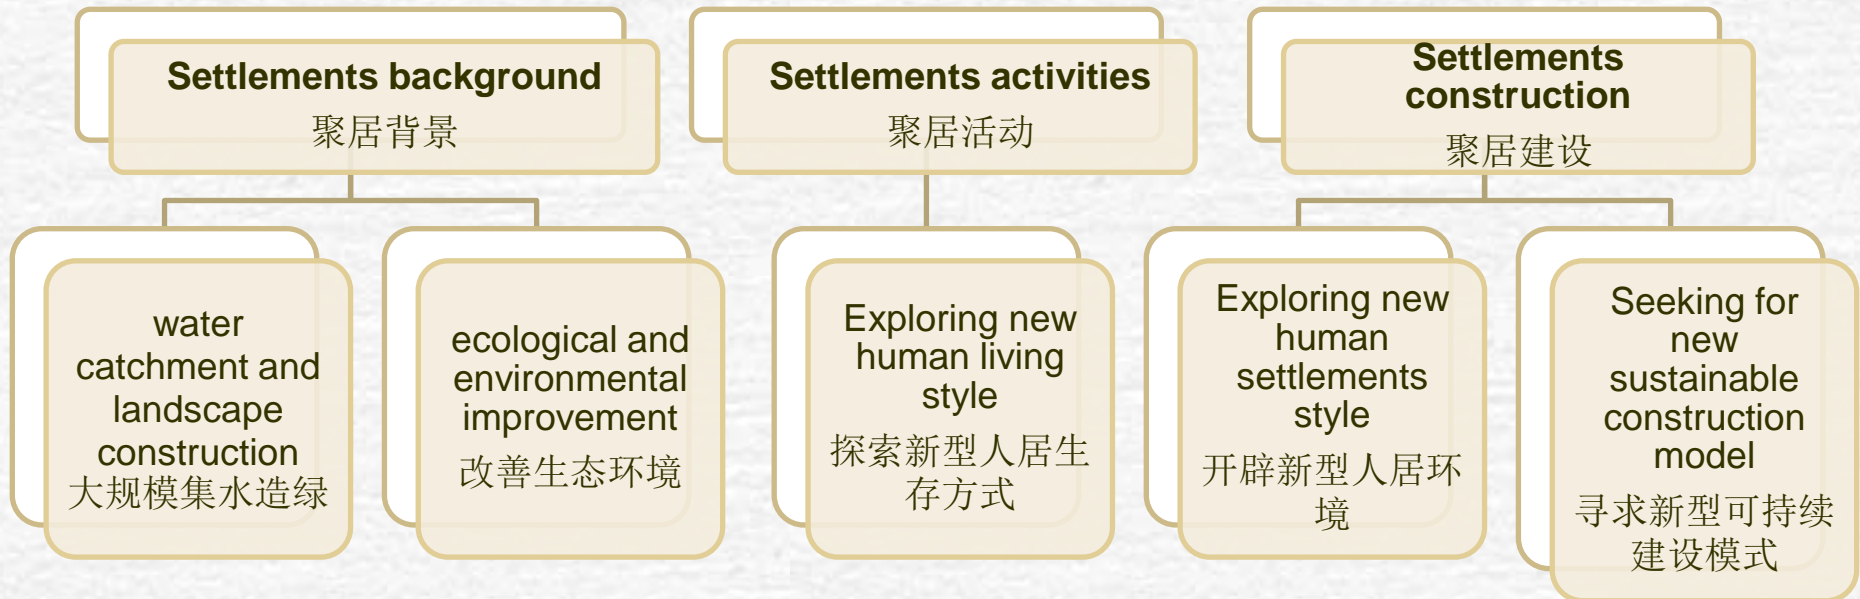 Settlements background
聚居背景
Settlements activities
聚居活动
Settlements
construction
聚居建设
water
catchment and
landscape
construction
大规模集水造绿
ecological and
environmental
improvement
改善生态环境
Exploring new
human living
style
探索新型人居生
存方式
Exploring new
human
settlements
style
开辟新型人居环
境
Seeking for
new
sustainable
construction
model
寻求新型可持续
建设模式